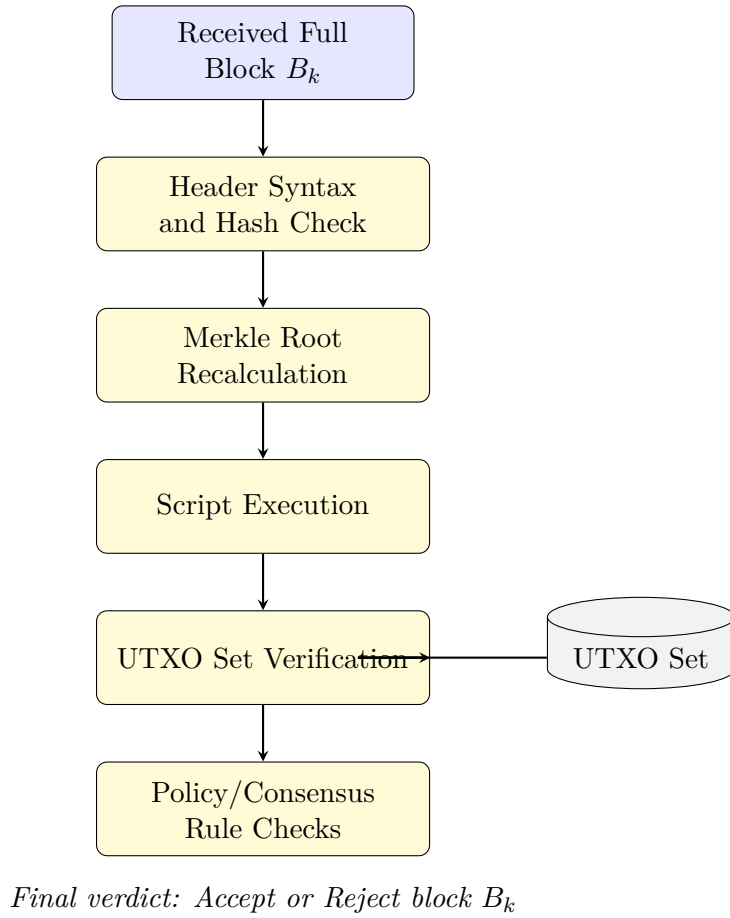 Received Full
Block B_k
Header Syntax
and Hash Check
Merkle Root
Recalculation
Script Execution
UTXO Set Verification
UTXO Set
Policy/Consensus
Rule Checks
Final verdict: Accept or Reject block B_k